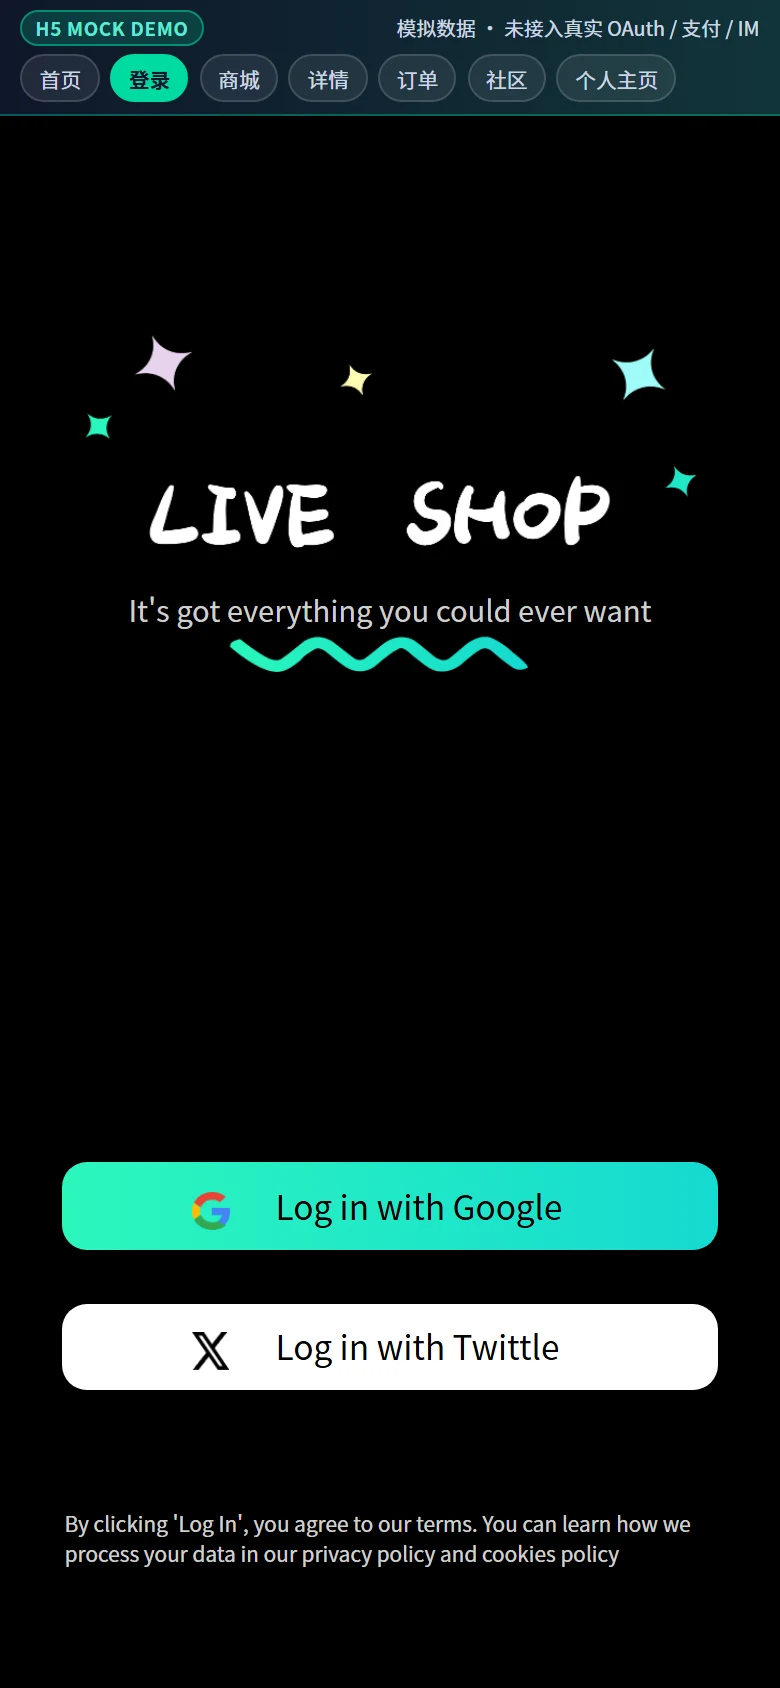 H5 MOCK DEMO
模拟数据 · 未接入真实 OAuth / 支付 / IM
首页 登录 商城 详情 订单 社区 个人主页
LIVE SHOP
It's got everything you could ever want
Log in with Google
Log in with Twittle
By clicking 'Log In', you agree to our terms. You can learn how we
process your data in our privacy policy and cookies policy